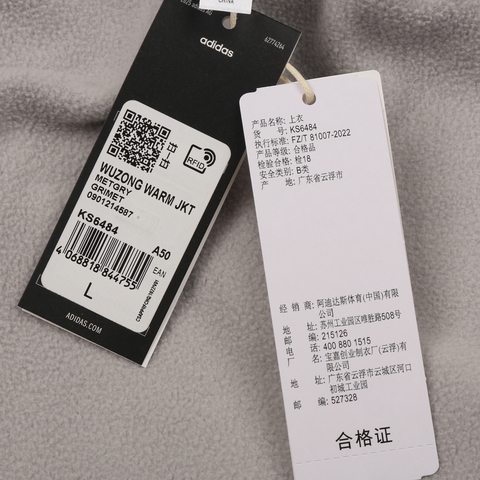 CHINA
6277426A
adidas
RFID
WUZONG WARM JKT
METGRY
GRIMET
0901214587
KS6484
A50
EAN
4 068818 844755
L
ADIDAS.COM
产品名称: 上衣
货 号: KS6484
执行标准: FZ/T 81007-2022
产品等级: 合格品
检验合格: 检18
安全类别: B类
产 地: 广东省云浮市
经 销 商: 阿迪达斯体育(中国)有限
公司
地 址: 苏州工业园区唯胜路508号
邮 编: 215126
电 话: 400 880 1515
厂 名: 宝嘉创业制衣厂(云浮)有
限公司
地 址: 广东省云浮市云城区河口
初城工业园
邮 编: 527328
合格证